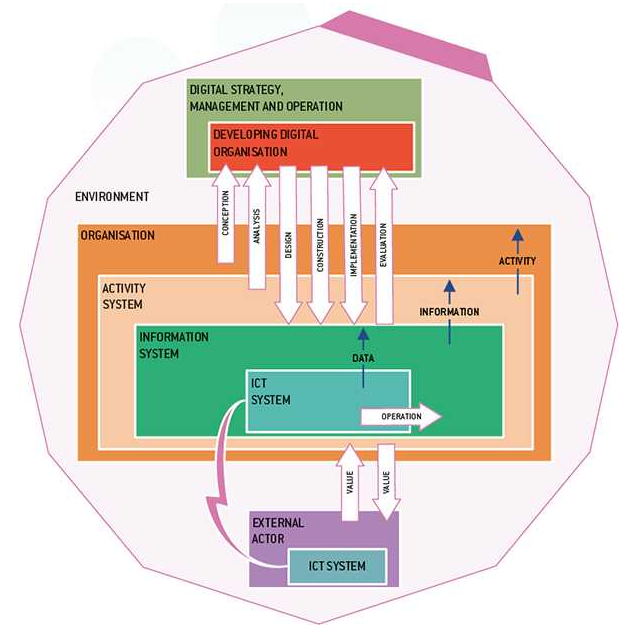 DIGITAL STRATEGY,
MANAGEMENT AND OPERATION
DEVELOPING DIGITAL
ORGANISATION
ENVIRONMENT
CONCEPTION
ANALYSIS
DESIGN
CONSTRUCTION
IMPLEMENTATION
EVALUATION
ORGANISATION
ACTIVITY
ACTIVITY
SYSTEM
INFORMATION
INFORMATION
SYSTEM
DATA
ICT
SYSTEM
OPERATION
VALUE
VALUE
EXTERNAL
ACTOR
ICT SYSTEM